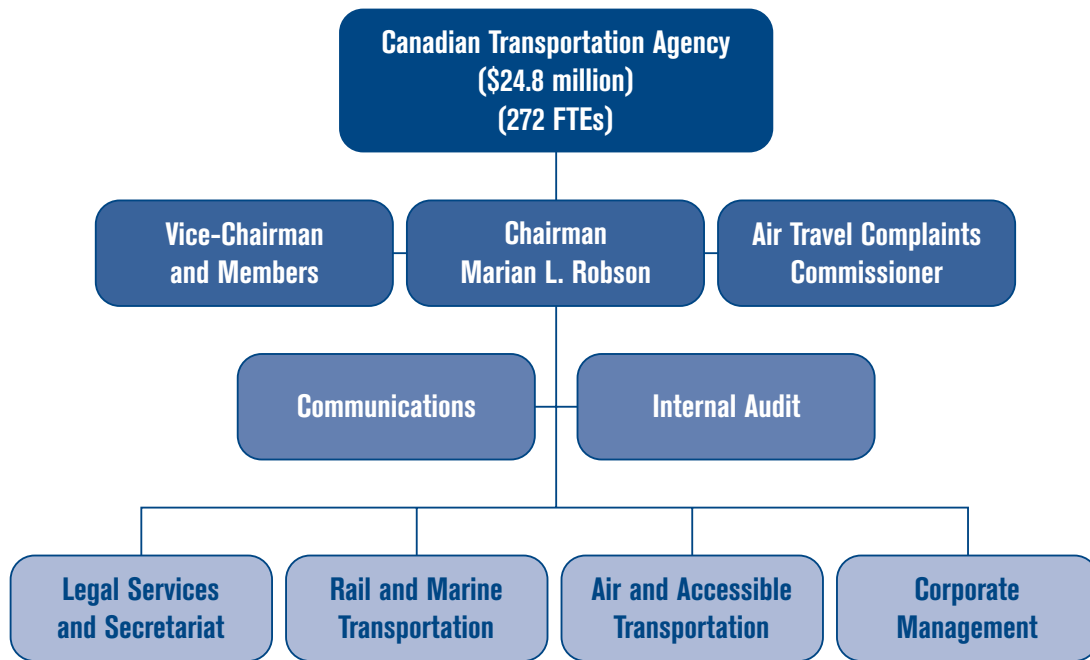 Canadian Transportation Agency
($24.8 million)
(272 FTEs)
Vice-Chairman
and Members
Chairman
Marian L. Robson
Air Travel Complaints
Commissioner
Communications
Internal Audit
Legal Services
and Secretariat
Rail and Marine
Transportation
Air and Accessible
Transportation
Corporate
Management